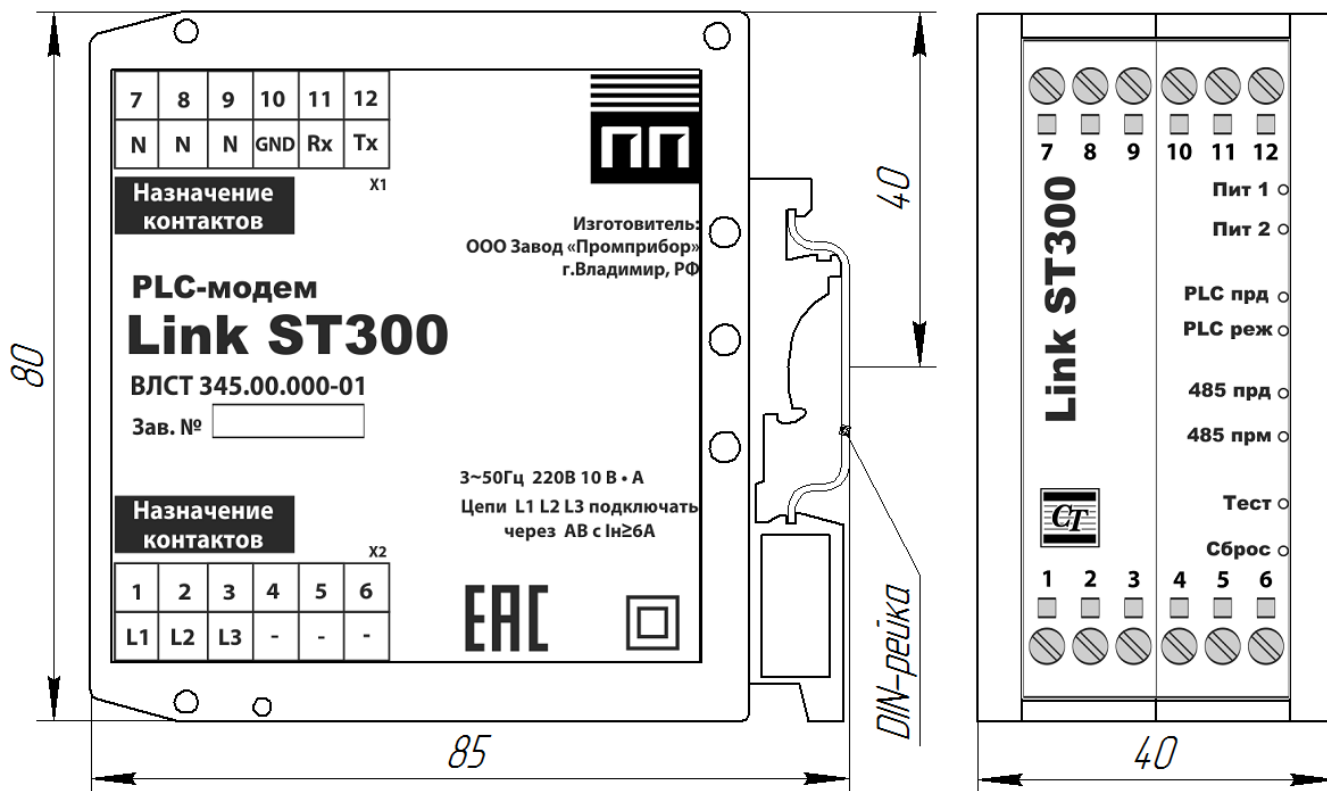 7 8 9 10 11 12
N N N GND Rx Tx
X1
Назначение
контактов
ПП
Изготовитель:
ООО Завод «Промприбор»
г.Владимир, РФ
PLC-модем
Link ST300
ВЛСТ 345.00.000-01
Зав. №
3~50Гц 220В 10 В • А
Цепи L1 L2 L3 подключать
через АВ с Iн≥6А
Назначение
контактов
X2
1 2 3 4 5 6
L1 L2 L3 - - -
EAC
80
85
40
DIN-рейка
7 8 9 10 11 12
Пит 1
Пит 2
PLC прд
PLC реж
485 прд
485 прм
Тест
Сброс
Link ST300
СТ
1 2 3 4 5 6
40